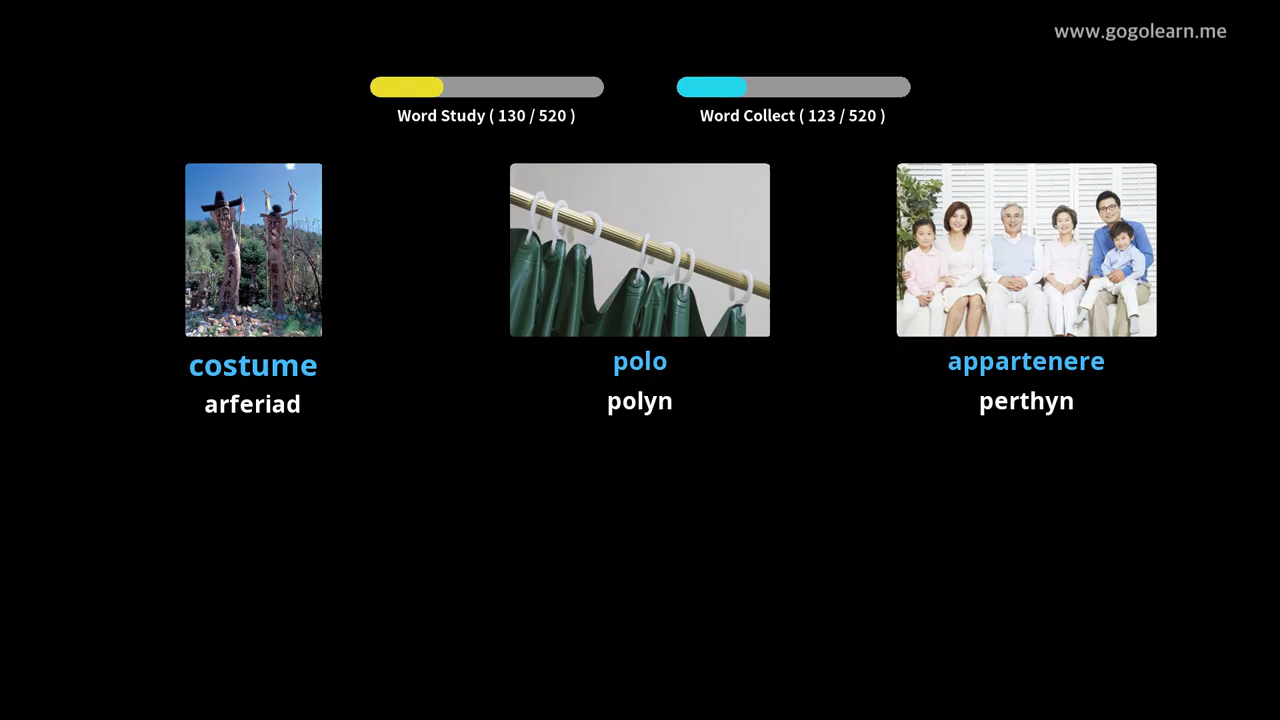 www.gogolearn.me
Word Study ( 130 / 520 )
Word Collect ( 123 / 520 )
costume
arferiad
polo
polyn
appartenere
perthyn